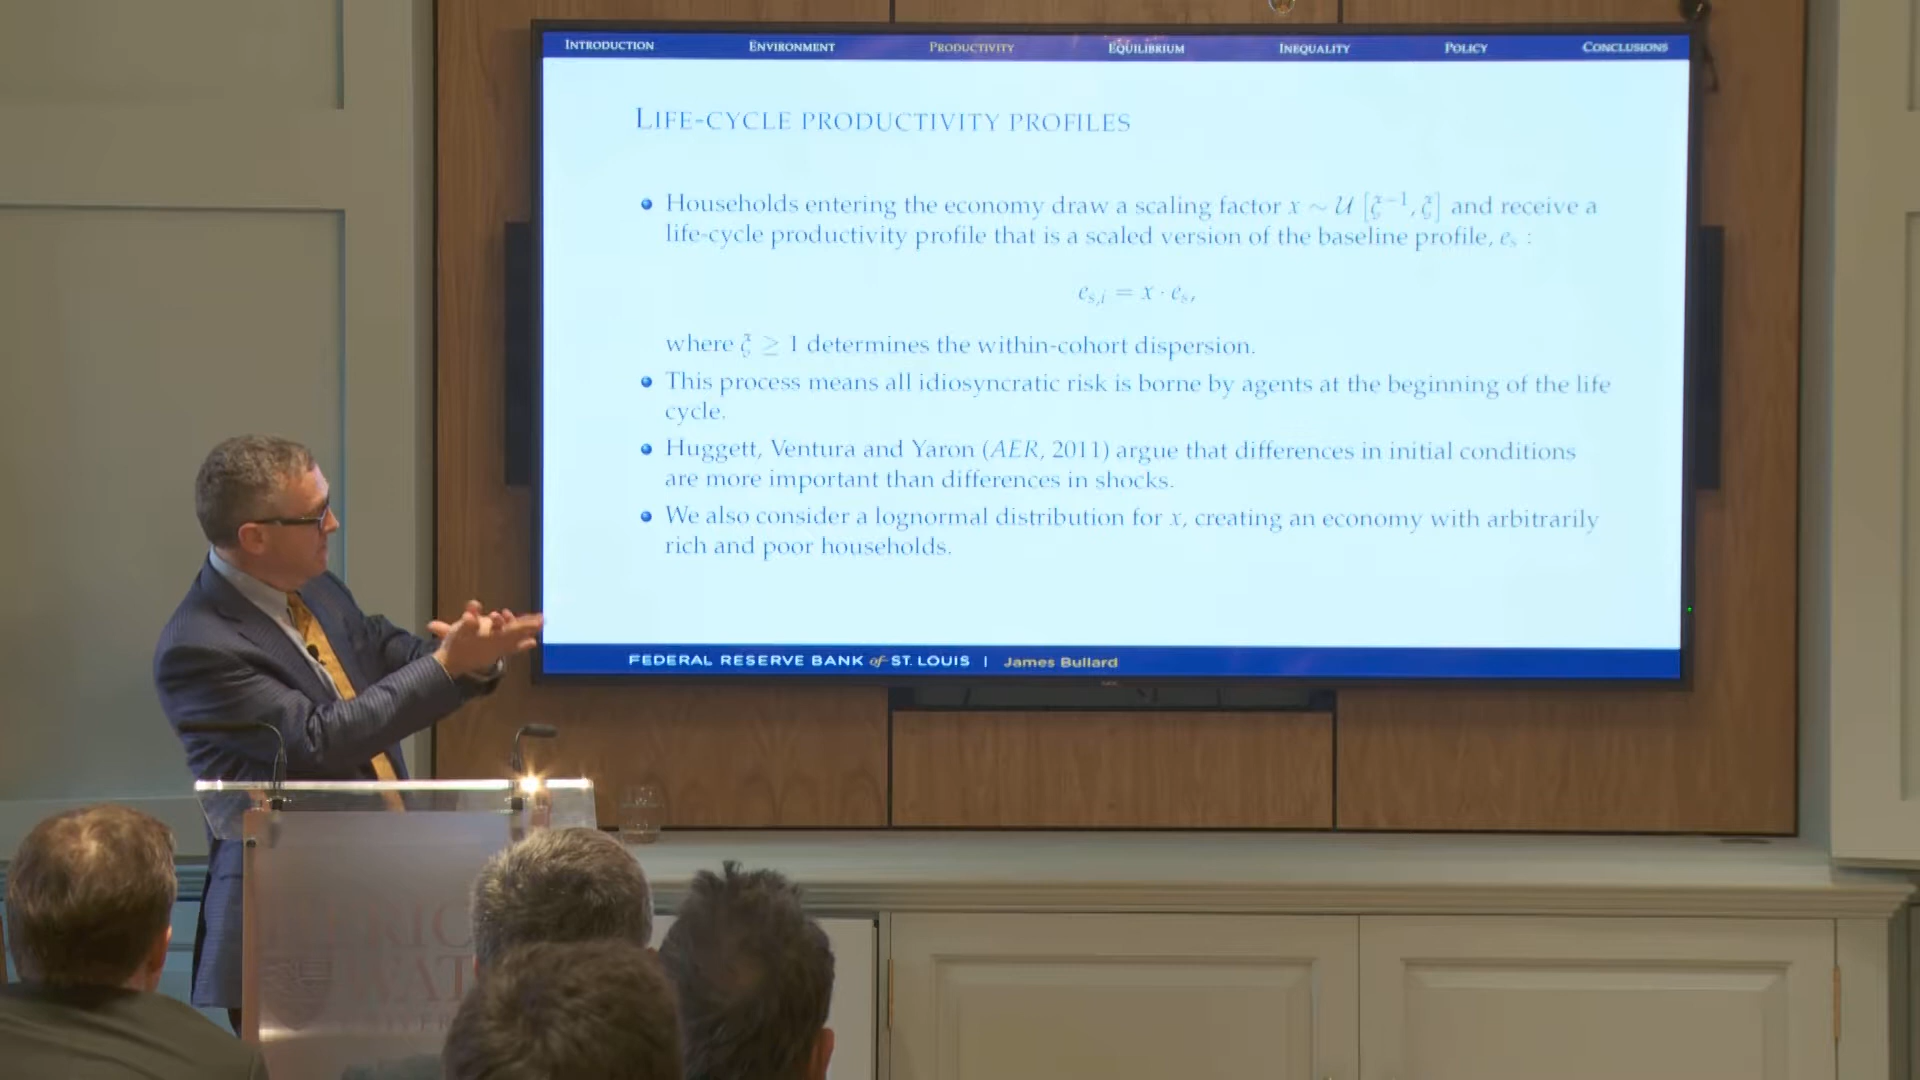 INTRODUCTION ENVIRONMENT PRODUCTIVITY EQUILIBRIUM INEQUALITY POLICY CONCLUSIONS
LIFE-CYCLE PRODUCTIVITY PROFILES
Households entering the economy draw a scaling factor x ~ U [ξ⁻¹, ξ] and receive a
life-cycle productivity profile that is a scaled version of the baseline profile, eₛ :
eₛ,ᵢ = x · eₛ,
where ξ ≥ 1 determines the within-cohort dispersion.
This process means all idiosyncratic risk is borne by agents at the beginning of the life
cycle.
Huggett, Ventura and Yaron (AER, 2011) argue that differences in initial conditions
are more important than differences in shocks.
We also consider a lognormal distribution for x, creating an economy with arbitrarily
rich and poor households.
FEDERAL RESERVE BANK of ST. LOUIS | James Bullard